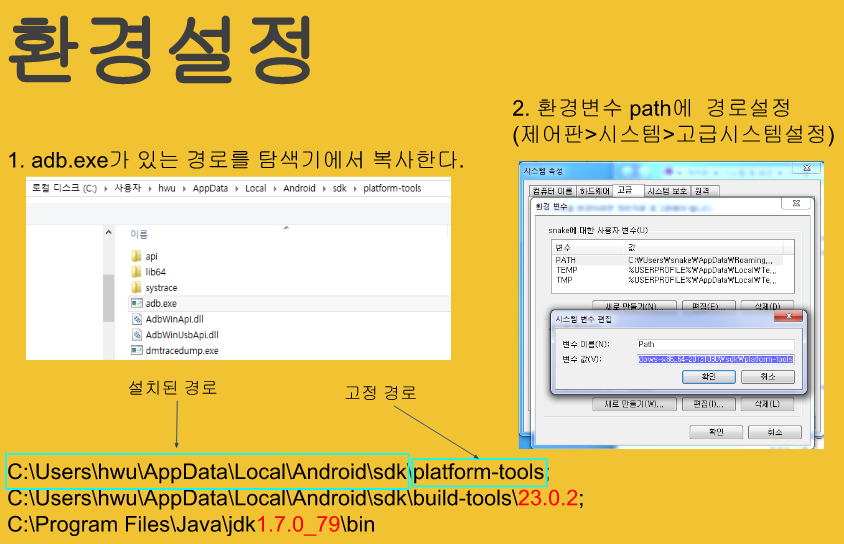 환경설정
2. 환경변수 path에 경로설정
(제어판>시스템>고급시스템설정)
1. adb.exe가 있는 경로를 탐색기에서 복사한다.
로컬 디스크 (C:) > 사용자 > hwu > AppData > Local > Android > sdk > platform-tools
이름
api
lib64
systrace
adb.exe
AdbWinApi.dll
AdbWinUsbApi.dll
dmtracedump.exe
시스템 속성
컴퓨터 이름 하드웨어 고급 시스템 보호 원격
환경 변수
snake에 대한 사용자 변수(U)
변수 값
PATH C:₩Users₩snake₩AppData₩Roaming...
TEMP %USERPROFILE%₩AppData₩Local₩Te...
TMP %USERPROFILE%₩AppData₩Local₩Te...
새로 만들기(N)... 편집(E)... 삭제(D)
시스템 변수 편집
변수 이름(N): Path
변수 값(V):
확인 취소
새로 만들기(W)... 편집(I)... 삭제(L)
확인 취소
설치된 경로
고정 경로
C:\Users\hwu\AppData\Local\Android\sdk\platform-tools;
C:\Users\hwu\AppData\Local\Android\sdk\build-tools\23.0.2;
C:\Program Files\Java\jdk1.7.0_79\bin